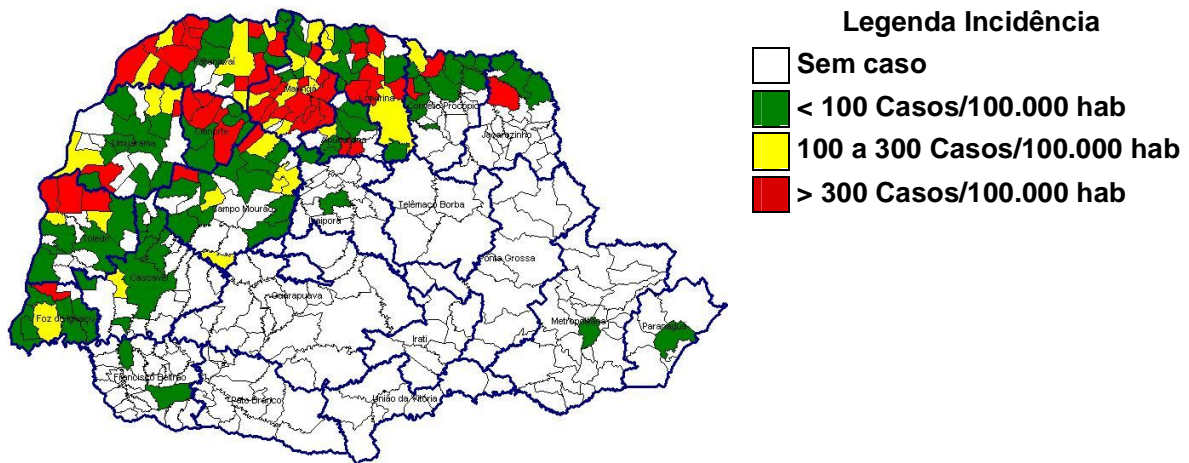 Legenda Incidência
Sem caso
< 100 Casos/100.000 hab
100 a 300 Casos/100.000 hab
> 300 Casos/100.000 hab
Paranavaí
Maringá
Londrina
Cornélio Procópio
Jacarezinho
Cianorte
Umuarama
Apucarana
Campo Mourão
Ivaiporã
Telêmaco Borba
Toledo
Cascavel
Ponta Grossa
Guarapuava
Foz do Iguaçu
Metropolitana
Paranaguá
Irati
Francisco Beltrão
Pato Branco
União da Vitória